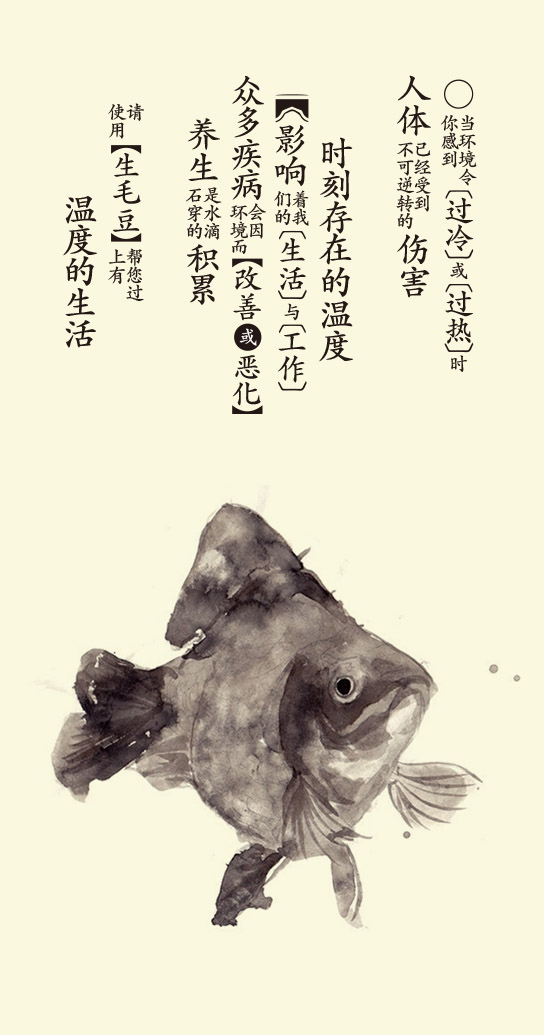 〇当环境令你感到〔过冷〕或〔过热〕时
人体已经受到不可逆转的伤害
时刻存在的温度
【影响着我们的〔生活〕与〔工作〕
众多疾病会因环境而【改善或恶化】
养生是水滴石穿的积累
请使用【生毛豆】帮您过上有
温度的生活